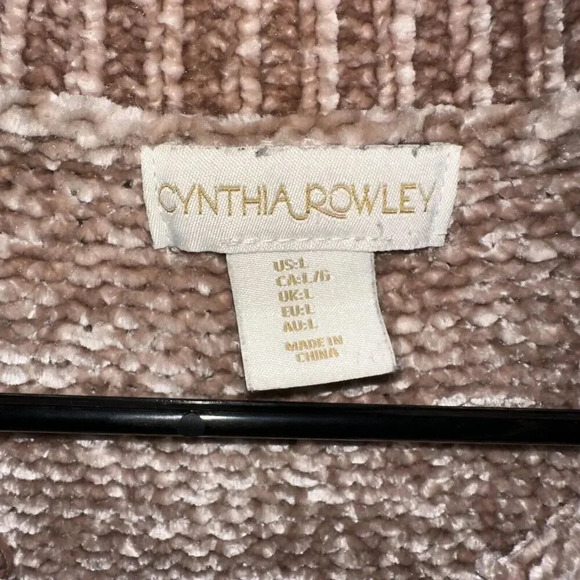 CYNTHIA ROWLEY
US:L
CA:L/G
UK:L
EU:L
AU:L
MADE IN
CHINA